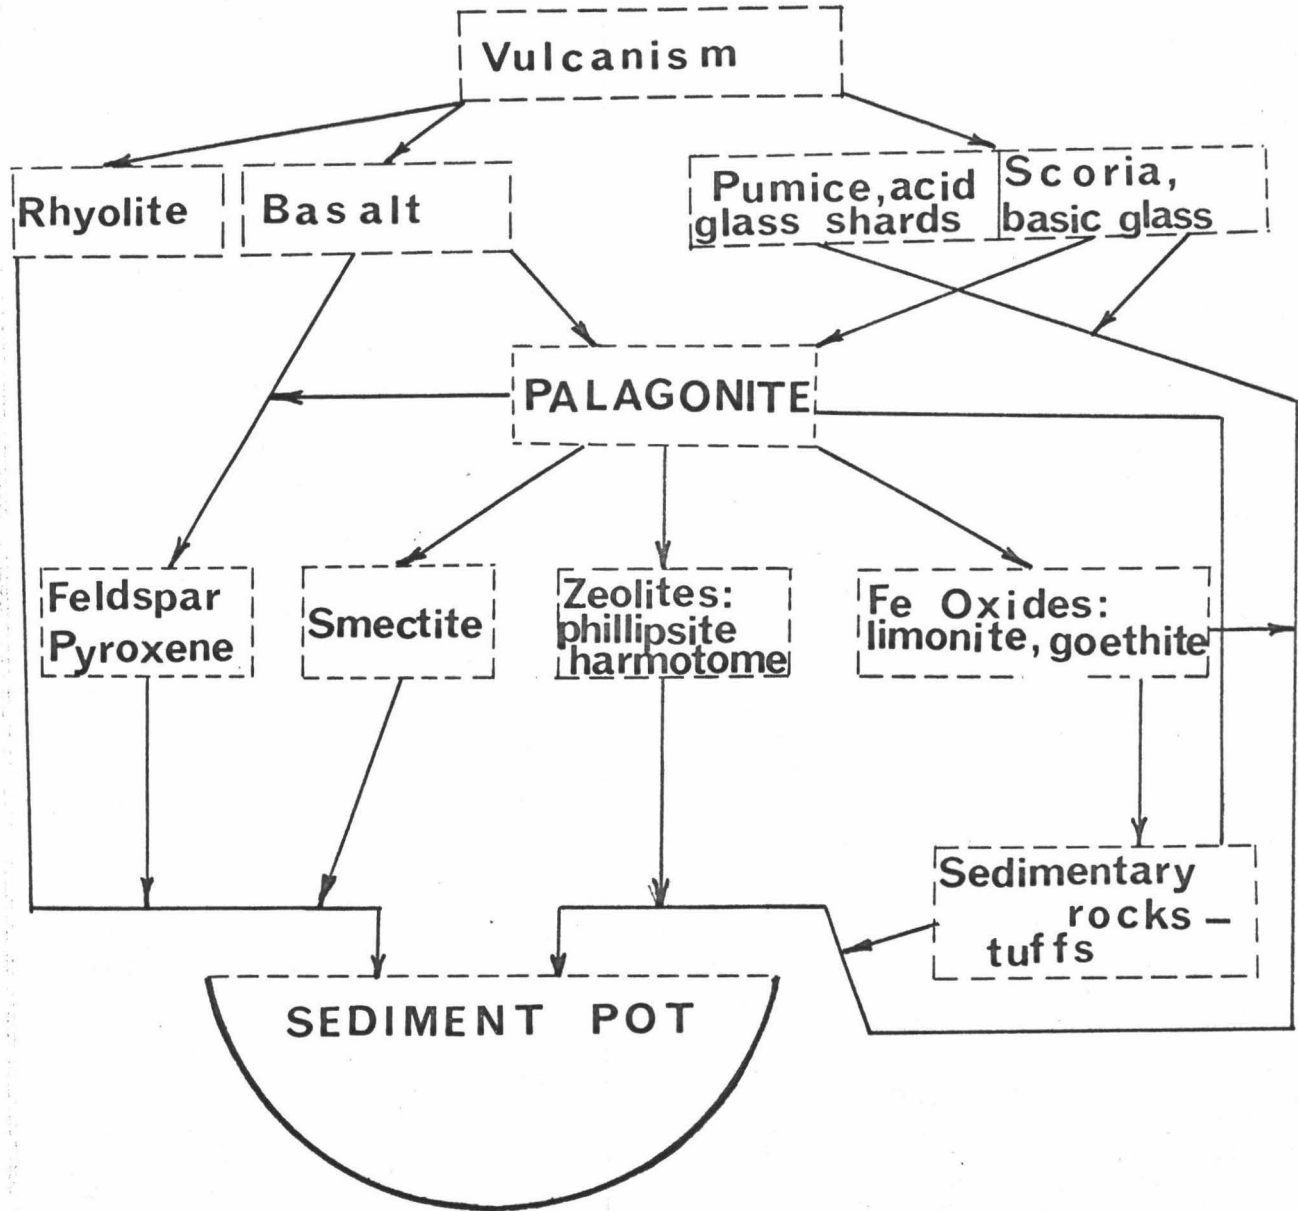 Vulcanism
Rhyolite
Basalt
Pumice, acid
glass shards
Scoria,
basic glass
PALAGONITE
Feldspar
Pyroxene
Smectite
Zeolites:
phillipsite
harmotome
Fe Oxides:
limonite, goethite
Sedimentary
rocks –
tuffs
SEDIMENT POT